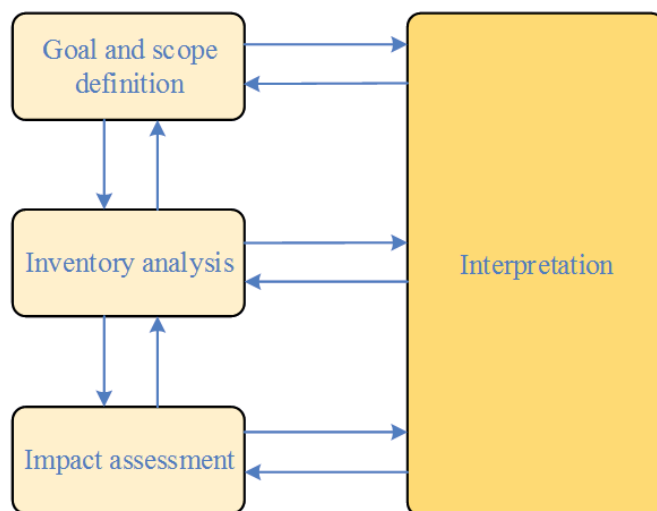 Goal and scope
definition
Inventory analysis
Interpretation
Impact assessment